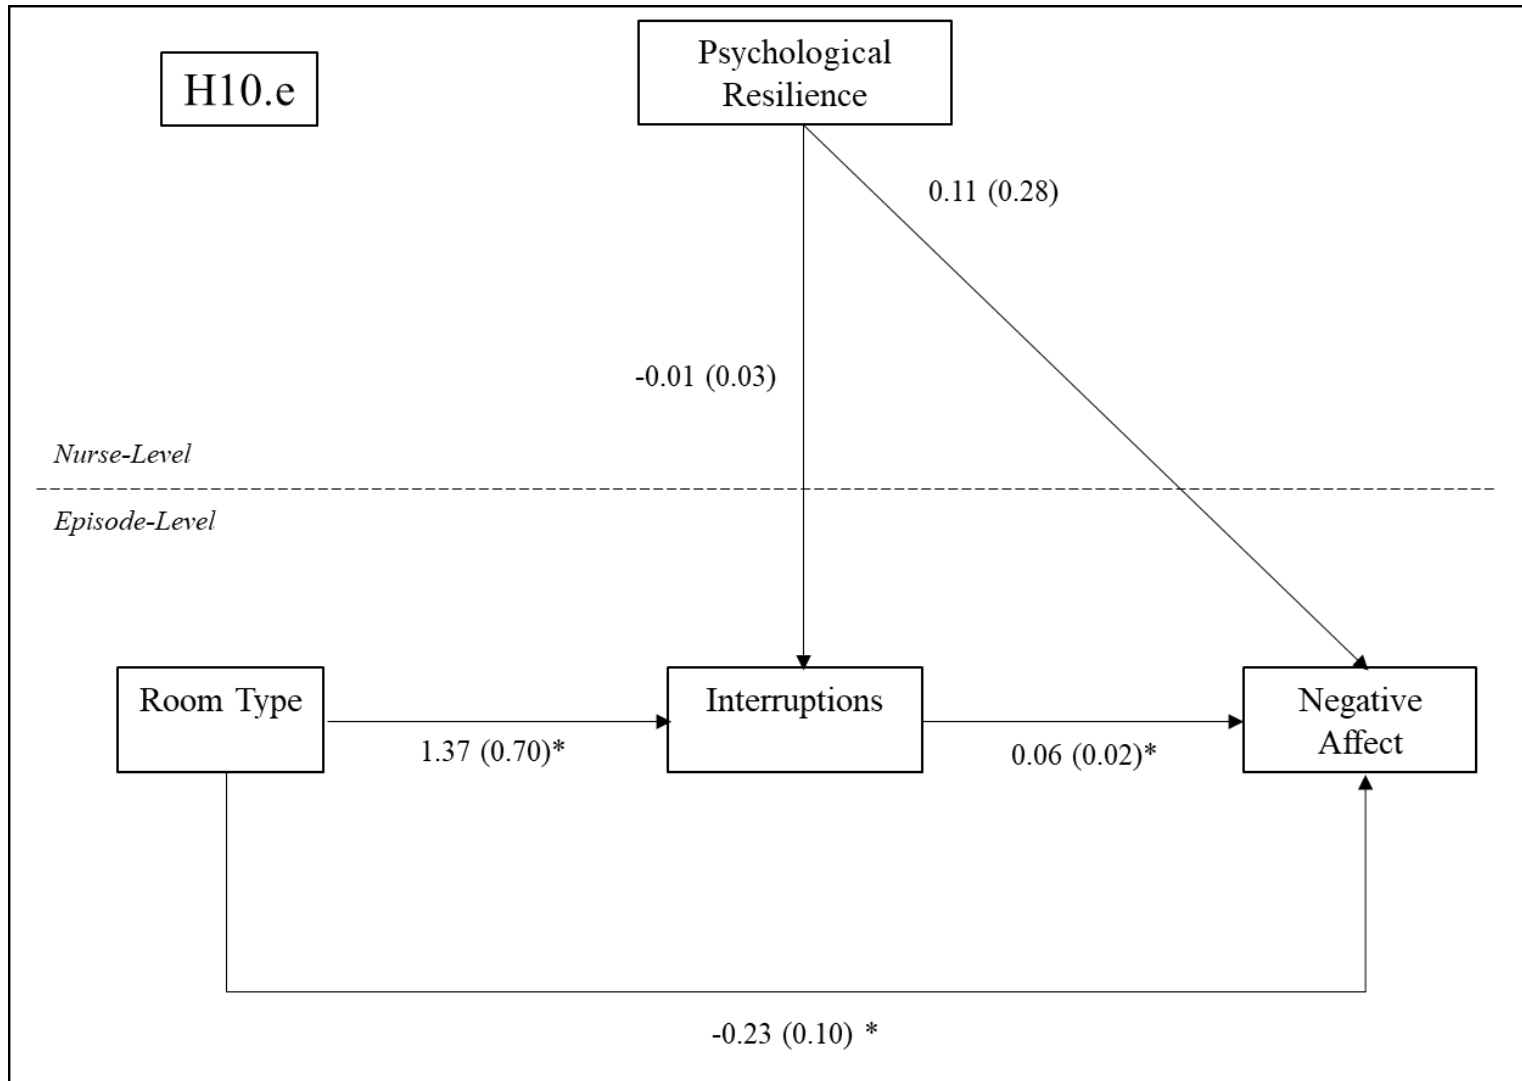 H10.e
Psychological
Resilience
0.11 (0.28)
-0.01 (0.03)
Nurse-Level
Episode-Level
Room Type
Interruptions
Negative
Affect
1.37 (0.70)*
0.06 (0.02)*
-0.23 (0.10) *